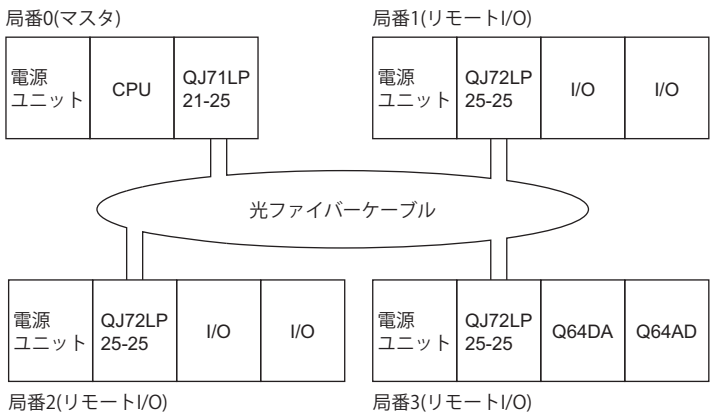 局番0(マスタ)
電源
ユニット
CPU
QJ71LP
21-25
局番1(リモートI/O)
電源
ユニット
QJ72LP
25-25
I/O
I/O
光ファイバーケーブル
電源
ユニット
QJ72LP
25-25
I/O
I/O
局番2(リモートI/O)
電源
ユニット
QJ72LP
25-25
Q64DA
Q64AD
局番3(リモートI/O)